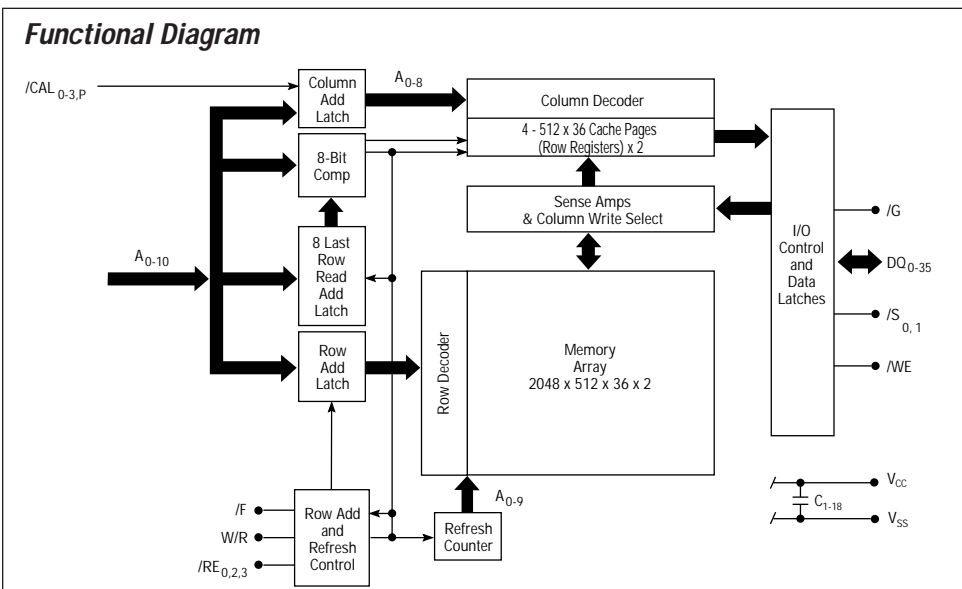 Functional Diagram
/CAL 0-3,P
Column
Add
Latch
A0-8
Column Decoder
4 - 512 x 36 Cache Pages
(Row Registers) x 2
8-Bit
Comp
Sense Amps
& Column Write Select
8 Last
Row
Read
Add
Latch
A0-10
Row
Add
Latch
Row Decoder
Memory
Array
2048 x 512 x 36 x 2
I/O
Control
and
Data
Latches
/G
DQ0-35
/S 0, 1
/WE
/F
W/R
/RE0,2,3
Row Add
and
Refresh
Control
A0-9
Refresh
Counter
VCC
C1-18
VSS